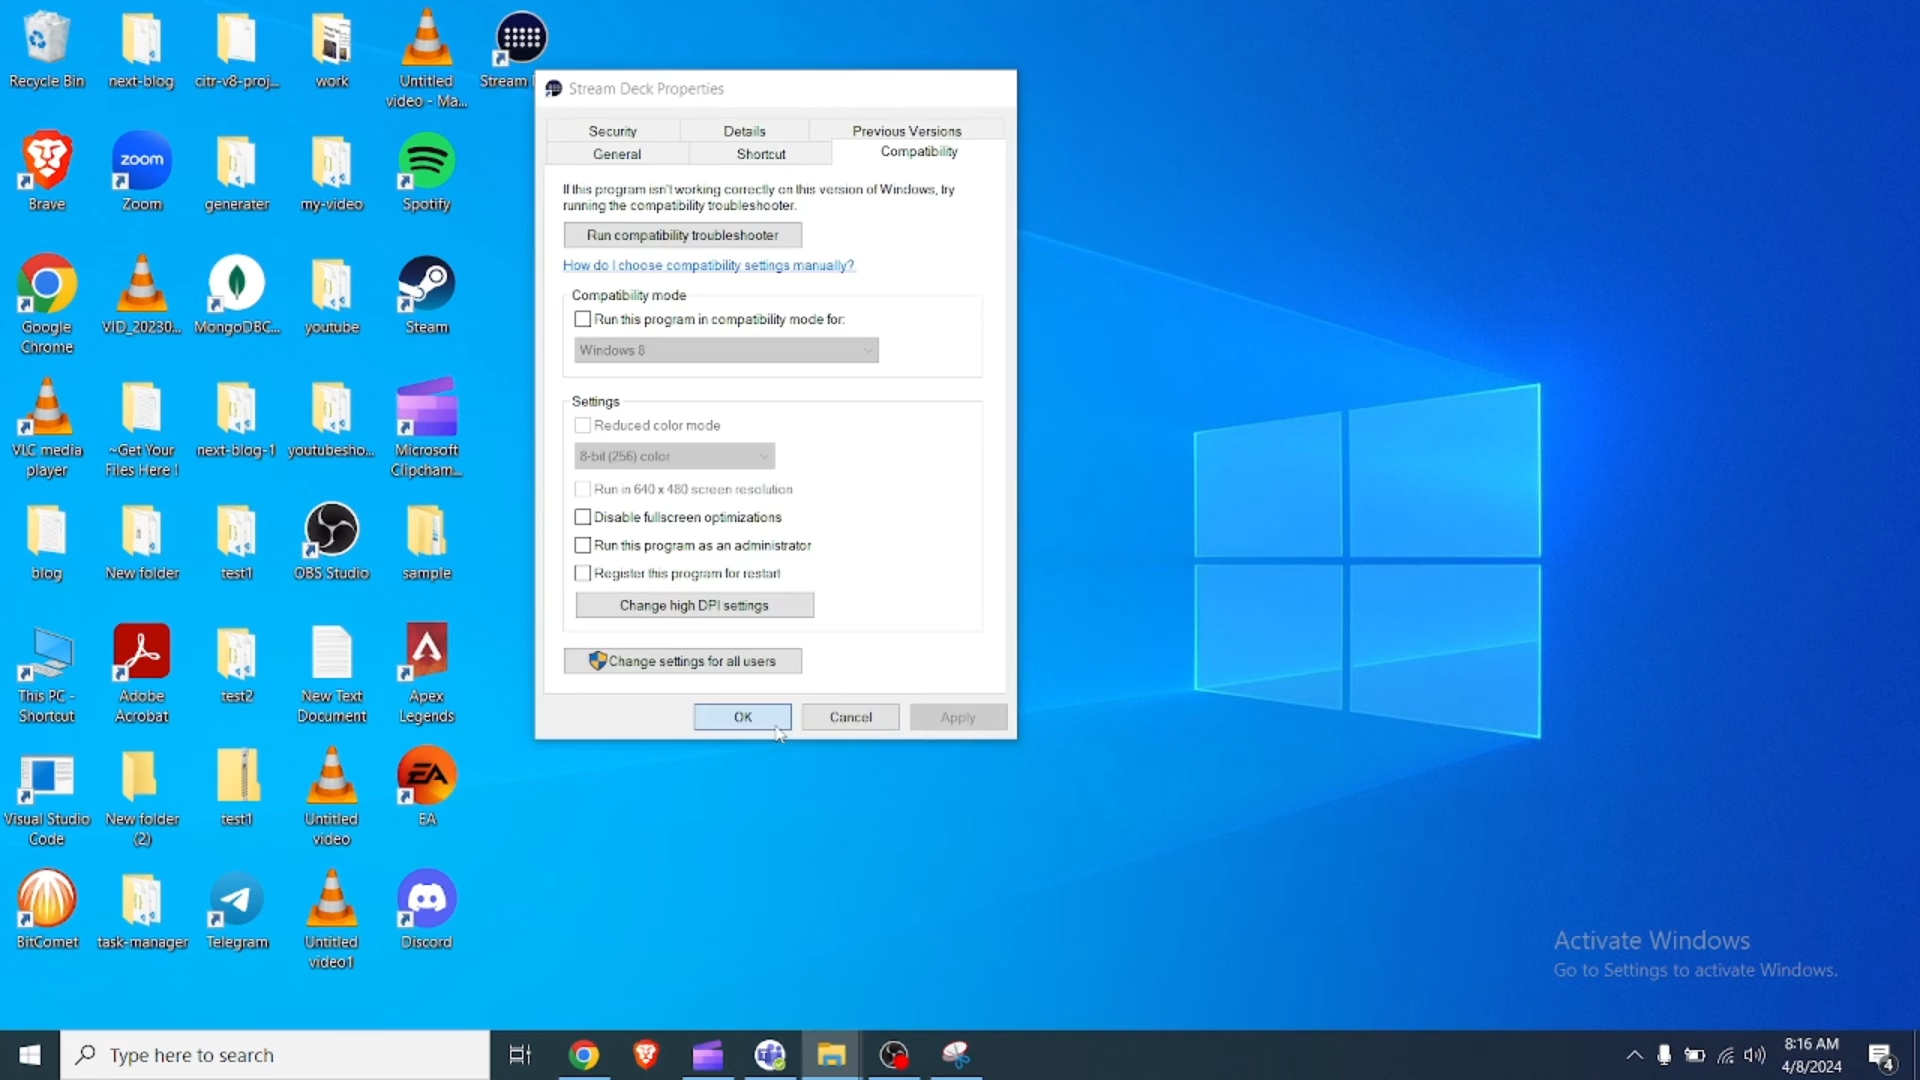 Recycle Bin
next-blog
citr-v8-proj...
work
Untitled
video - Ma...
Stream
Brave
zoom
Zoom
generater
my-video
Spotify
Google
Chrome
VID_20230...
MongoDBC...
youtube
Steam
VLC media
player
~Get Your
Files Here !
next-blog-1
youtubesho...
Microsoft
Clipcham...
blog
New folder
test1
OBS Studio
sample
This PC -
Shortcut
Adobe
Acrobat
test2
New Text
Document
Apex
Legends
Visual Studio
Code
New folder
(2)
test1
Untitled
video
EA
EA
BitComet
task-manager
Telegram
Untitled
video1
Discord
Stream Deck Properties
Security
Details
Previous Versions
General
Shortcut
Compatibility
If this program isn't working correctly on this version of Windows, try
running the compatibility troubleshooter.
Run compatibility troubleshooter
How do I choose compatibility settings manually?
Compatibility mode
Run this program in compatibility mode for:
Windows 8
Settings
Reduced color mode
8-bit (256) color
Run in 640 x 480 screen resolution
Disable fullscreen optimizations
Run this program as an administrator
Register this program for restart
Change high DPI settings
Change settings for all users
OK
Cancel
Apply
Activate Windows
Go to Settings to activate Windows.
Type here to search
8:16 AM
4/8/2024
4